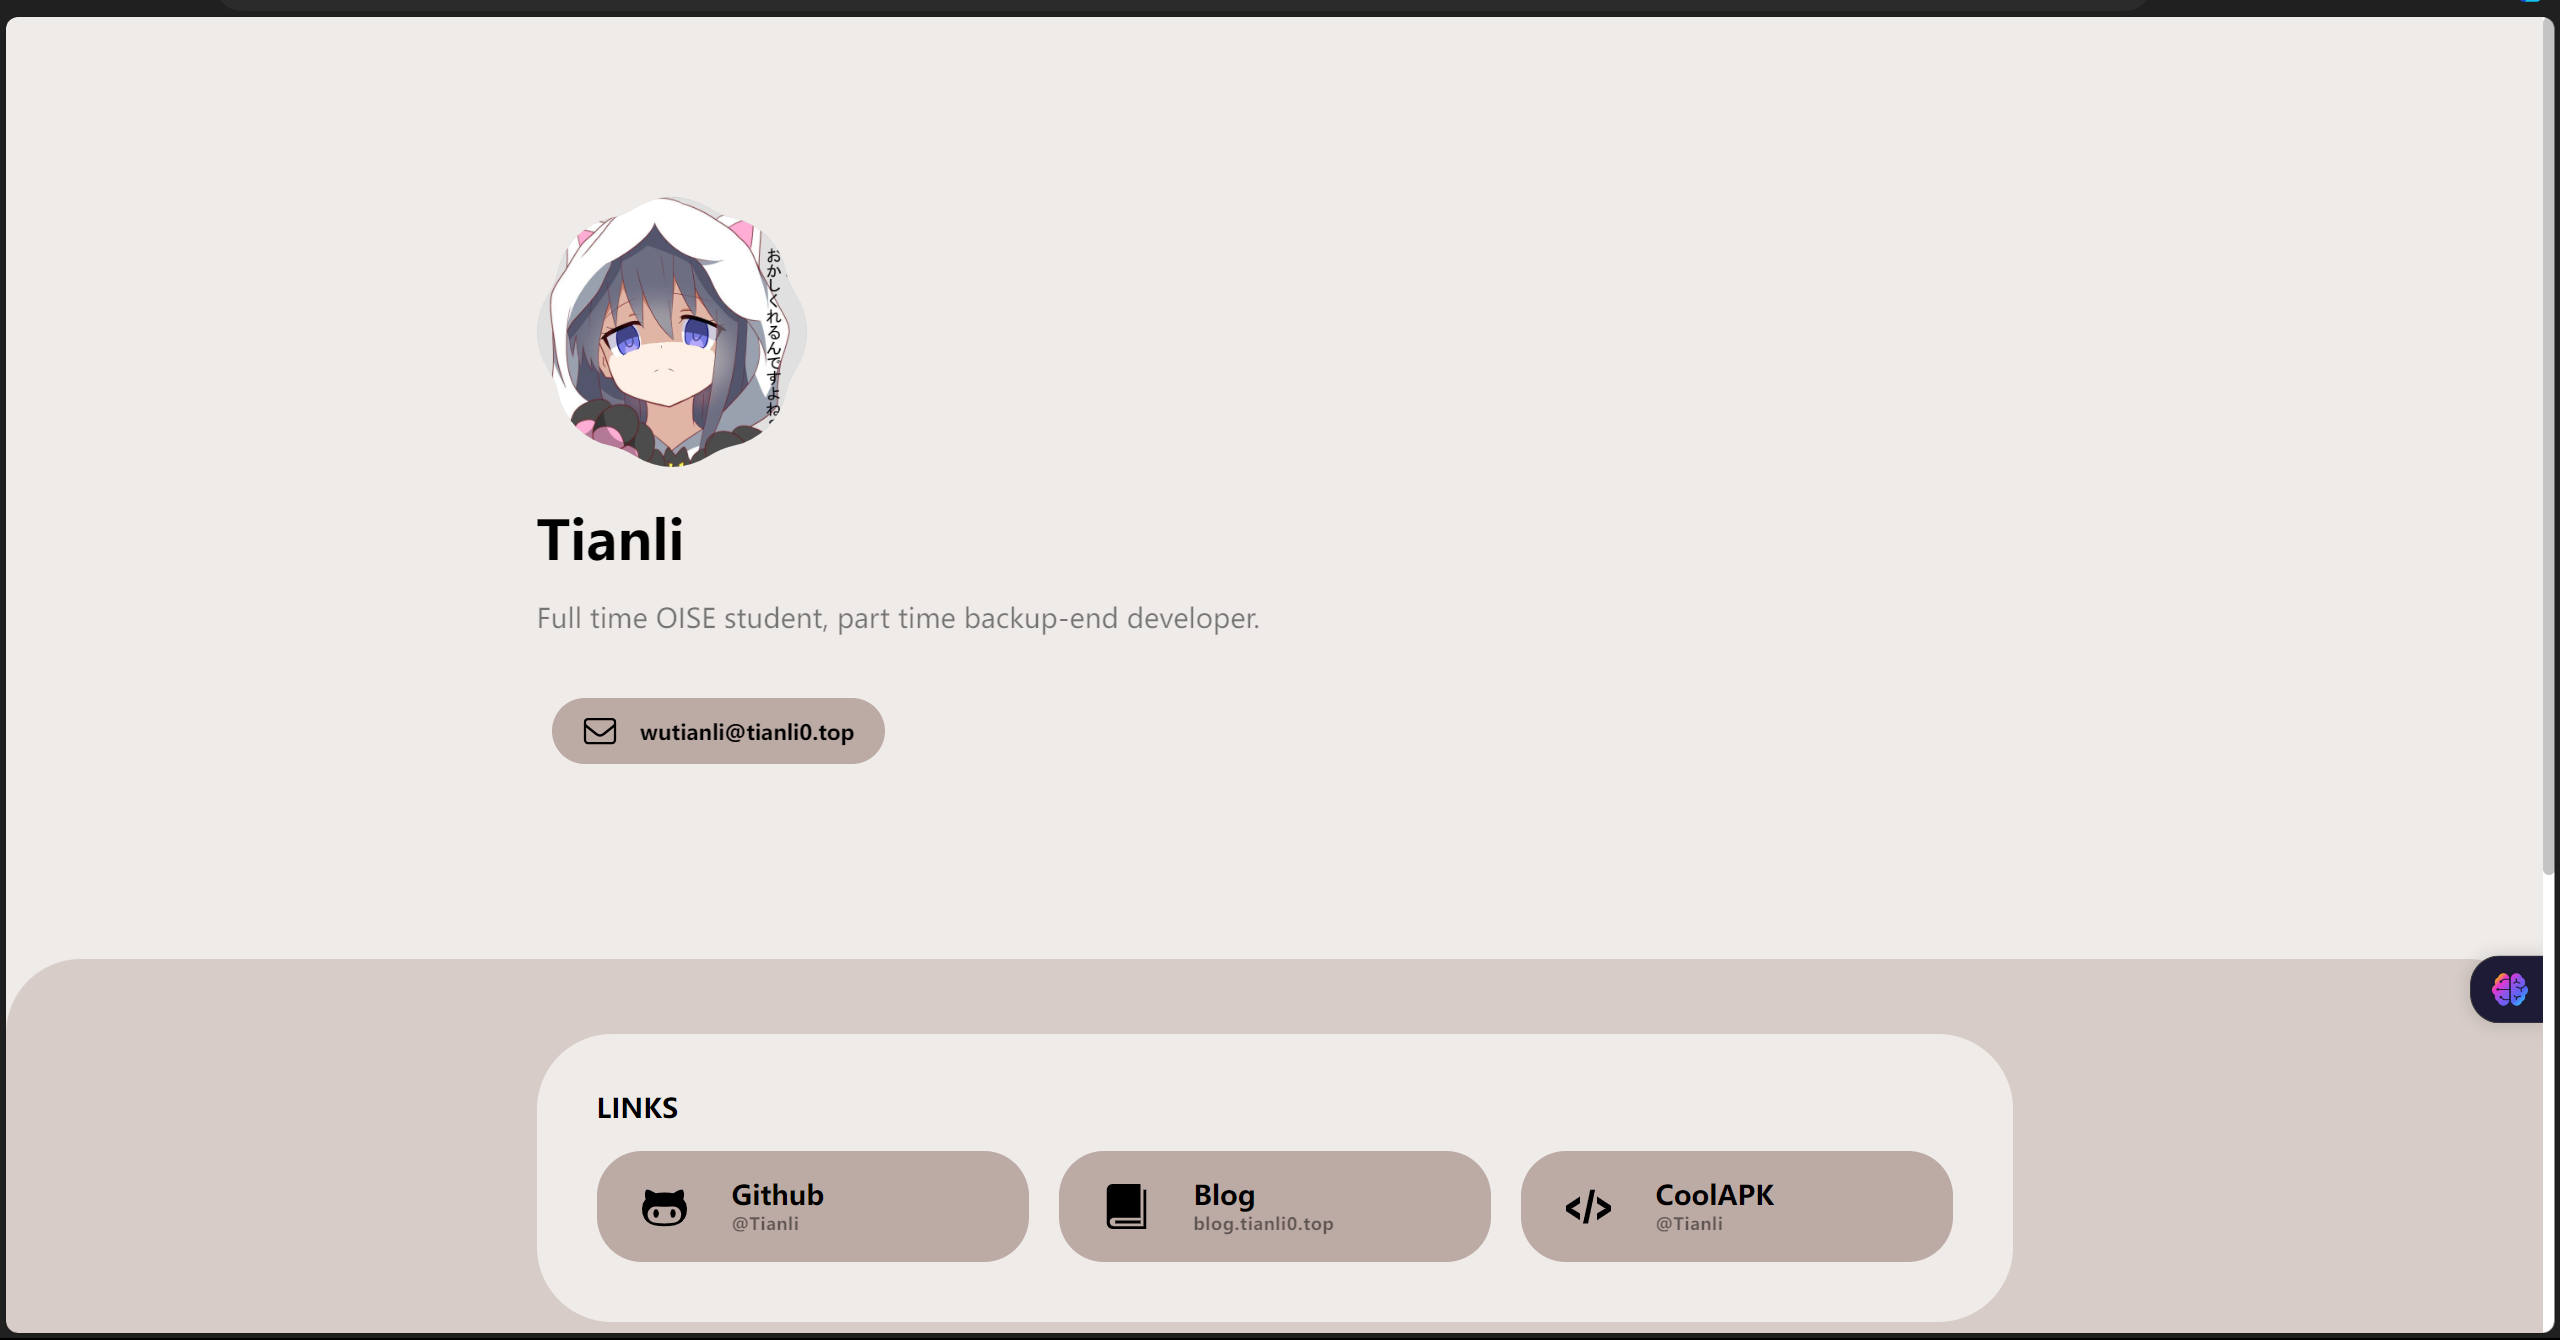 おかしくれるんですよね
Tianli
Full time OISE student, part time backup-end developer.
wutianli@tianli0.top
LINKS
Github
@Tianli
Blog
blog.tianli0.top
CoolAPK
@Tianli